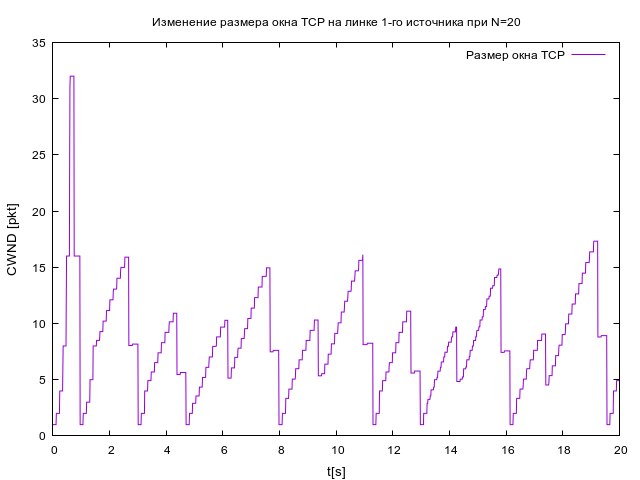 Изменение размера окна TCP на линке 1-го источника при N=20
Размер окна TCP
35
30
25
20
15
10
5
0
CWND [pkt]
0 2 4 6 8 10 12 14 16 18 20
t[s]